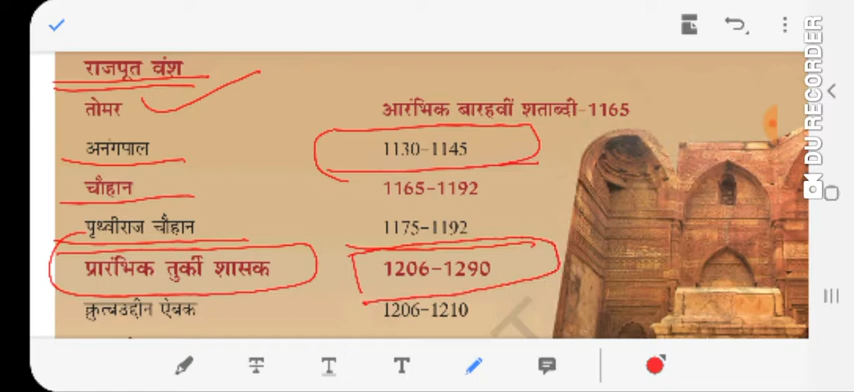 राजपूत वंश
तोमर आरंभिक बारहवीं शताब्दी-1165
अनंगपाल 1130-1145
चौहान 1165-1192
पृथ्वीराज चौहान 1175-1192
प्रारंभिक तुर्की शासक 1206-1290
क़ुत्बउद्दीन ऐबक 1206-1210
T T T
DU RECORDER